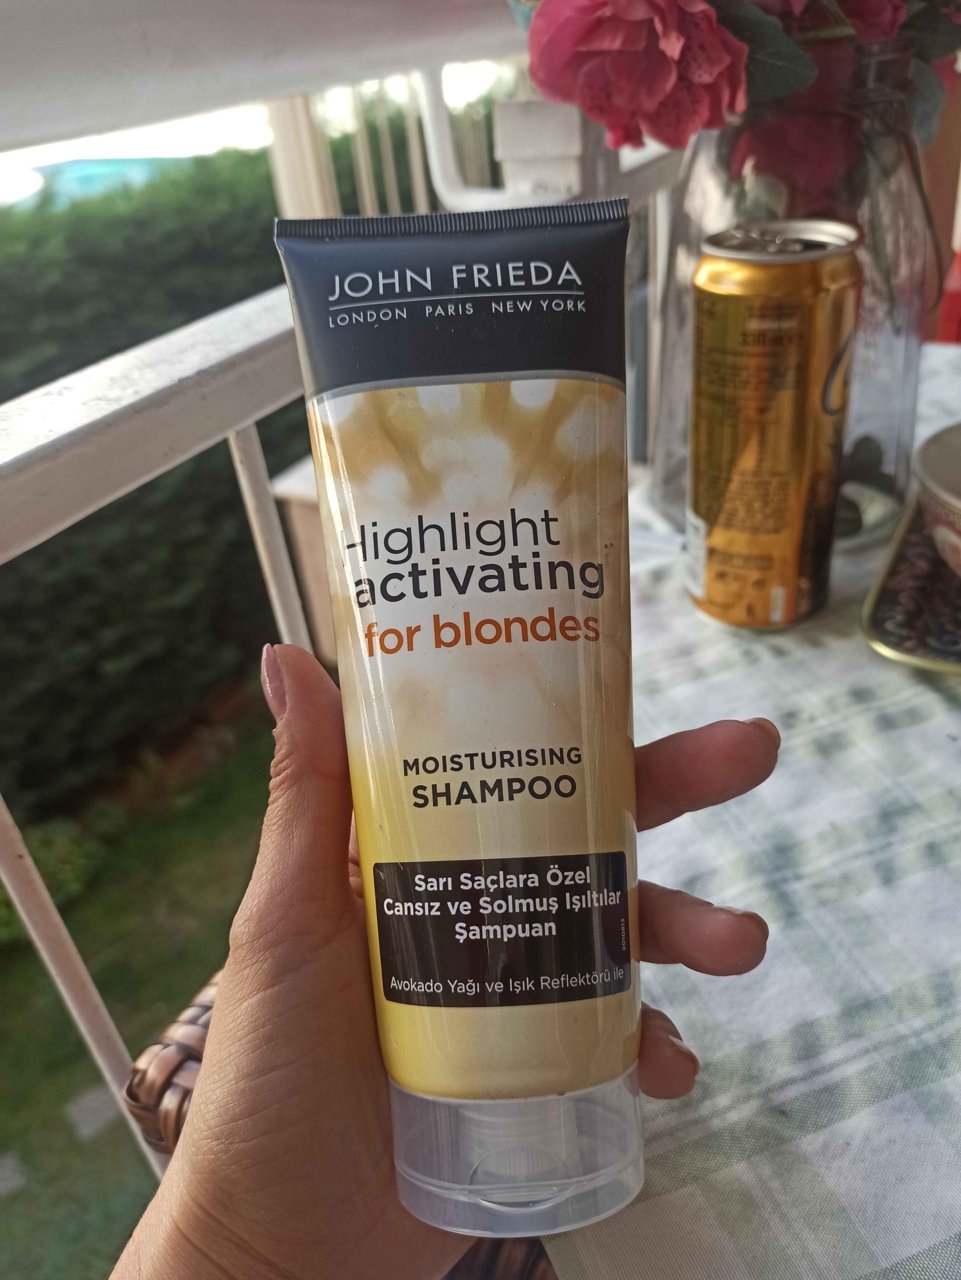 JOHN FRIEDA
LONDON PARIS NEW YORK
Highlight
activating
for blondes
MOISTURISING
SHAMPOO
Sarı Saçlara Özel
Cansız ve Solmuş Işıltılar
Şampuan
Avokado Yağı ve Işık Reflektörü ile